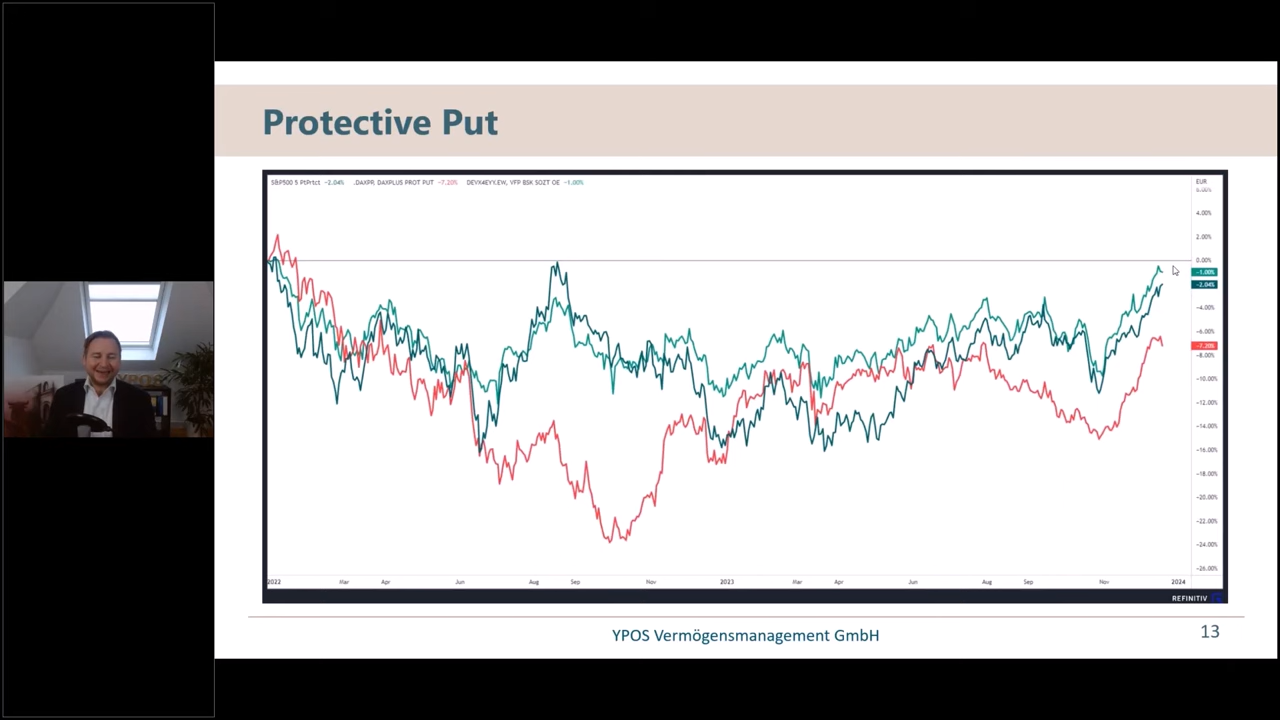 Protective Put
S&P500 5 PtPrtct -2.04% .DAXPR, DAXPLUS PROT PUT -7.20% DEVX4EYY.EW, VFP BSK SOZT OE -1.00%
EUR
6.00%
4.00%
2.00%
0.00%
-1.00%
-2.04%
-4.00%
-6.00%
-7.20%
-8.00%
-10.00%
-12.00%
-14.00%
-16.00%
-18.00%
-20.00%
-22.00%
-24.00%
-26.00%
2022 Mar Apr Jun Aug Sep Nov 2023 Mar Apr Jun Aug Sep Nov 2024
REFINITIV
YPOS
YPOS Vermögensmanagement GmbH
13